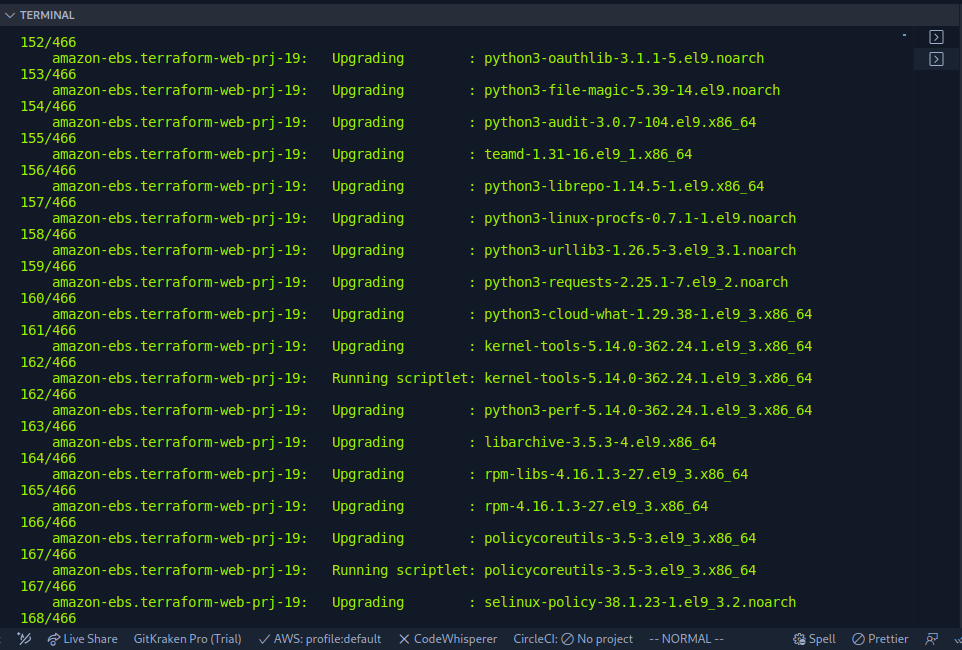 TERMINAL
152/466
amazon-ebs.terraform-web-prj-19:   Upgrading        : python3-oauthlib-3.1.1-5.el9.noarch
153/466
amazon-ebs.terraform-web-prj-19:   Upgrading        : python3-file-magic-5.39-14.el9.noarch
154/466
amazon-ebs.terraform-web-prj-19:   Upgrading        : python3-audit-3.0.7-104.el9.x86_64
155/466
amazon-ebs.terraform-web-prj-19:   Upgrading        : teamd-1.31-16.el9_1.x86_64
156/466
amazon-ebs.terraform-web-prj-19:   Upgrading        : python3-librepo-1.14.5-1.el9.x86_64
157/466
amazon-ebs.terraform-web-prj-19:   Upgrading        : python3-linux-procfs-0.7.1-1.el9.noarch
158/466
amazon-ebs.terraform-web-prj-19:   Upgrading        : python3-urllib3-1.26.5-3.el9_3.1.noarch
159/466
amazon-ebs.terraform-web-prj-19:   Upgrading        : python3-requests-2.25.1-7.el9_2.noarch
160/466
amazon-ebs.terraform-web-prj-19:   Upgrading        : python3-cloud-what-1.29.38-1.el9_3.x86_64
161/466
amazon-ebs.terraform-web-prj-19:   Upgrading        : kernel-tools-5.14.0-362.24.1.el9_3.x86_64
162/466
amazon-ebs.terraform-web-prj-19:   Running scriptlet: kernel-tools-5.14.0-362.24.1.el9_3.x86_64
162/466
amazon-ebs.terraform-web-prj-19:   Upgrading        : python3-perf-5.14.0-362.24.1.el9_3.x86_64
163/466
amazon-ebs.terraform-web-prj-19:   Upgrading        : libarchive-3.5.3-4.el9.x86_64
164/466
amazon-ebs.terraform-web-prj-19:   Upgrading        : rpm-libs-4.16.1.3-27.el9_3.x86_64
165/466
amazon-ebs.terraform-web-prj-19:   Upgrading        : rpm-4.16.1.3-27.el9_3.x86_64
166/466
amazon-ebs.terraform-web-prj-19:   Upgrading        : policycoreutils-3.5-3.el9_3.x86_64
167/466
amazon-ebs.terraform-web-prj-19:   Running scriptlet: policycoreutils-3.5-3.el9_3.x86_64
167/466
amazon-ebs.terraform-web-prj-19:   Upgrading        : selinux-policy-38.1.23-1.el9_3.2.noarch
168/466
Live Share GitKraken Pro (Trial) AWS: profile:default CodeWhisperer CircleCI: No project -- NORMAL -- Spell Prettier